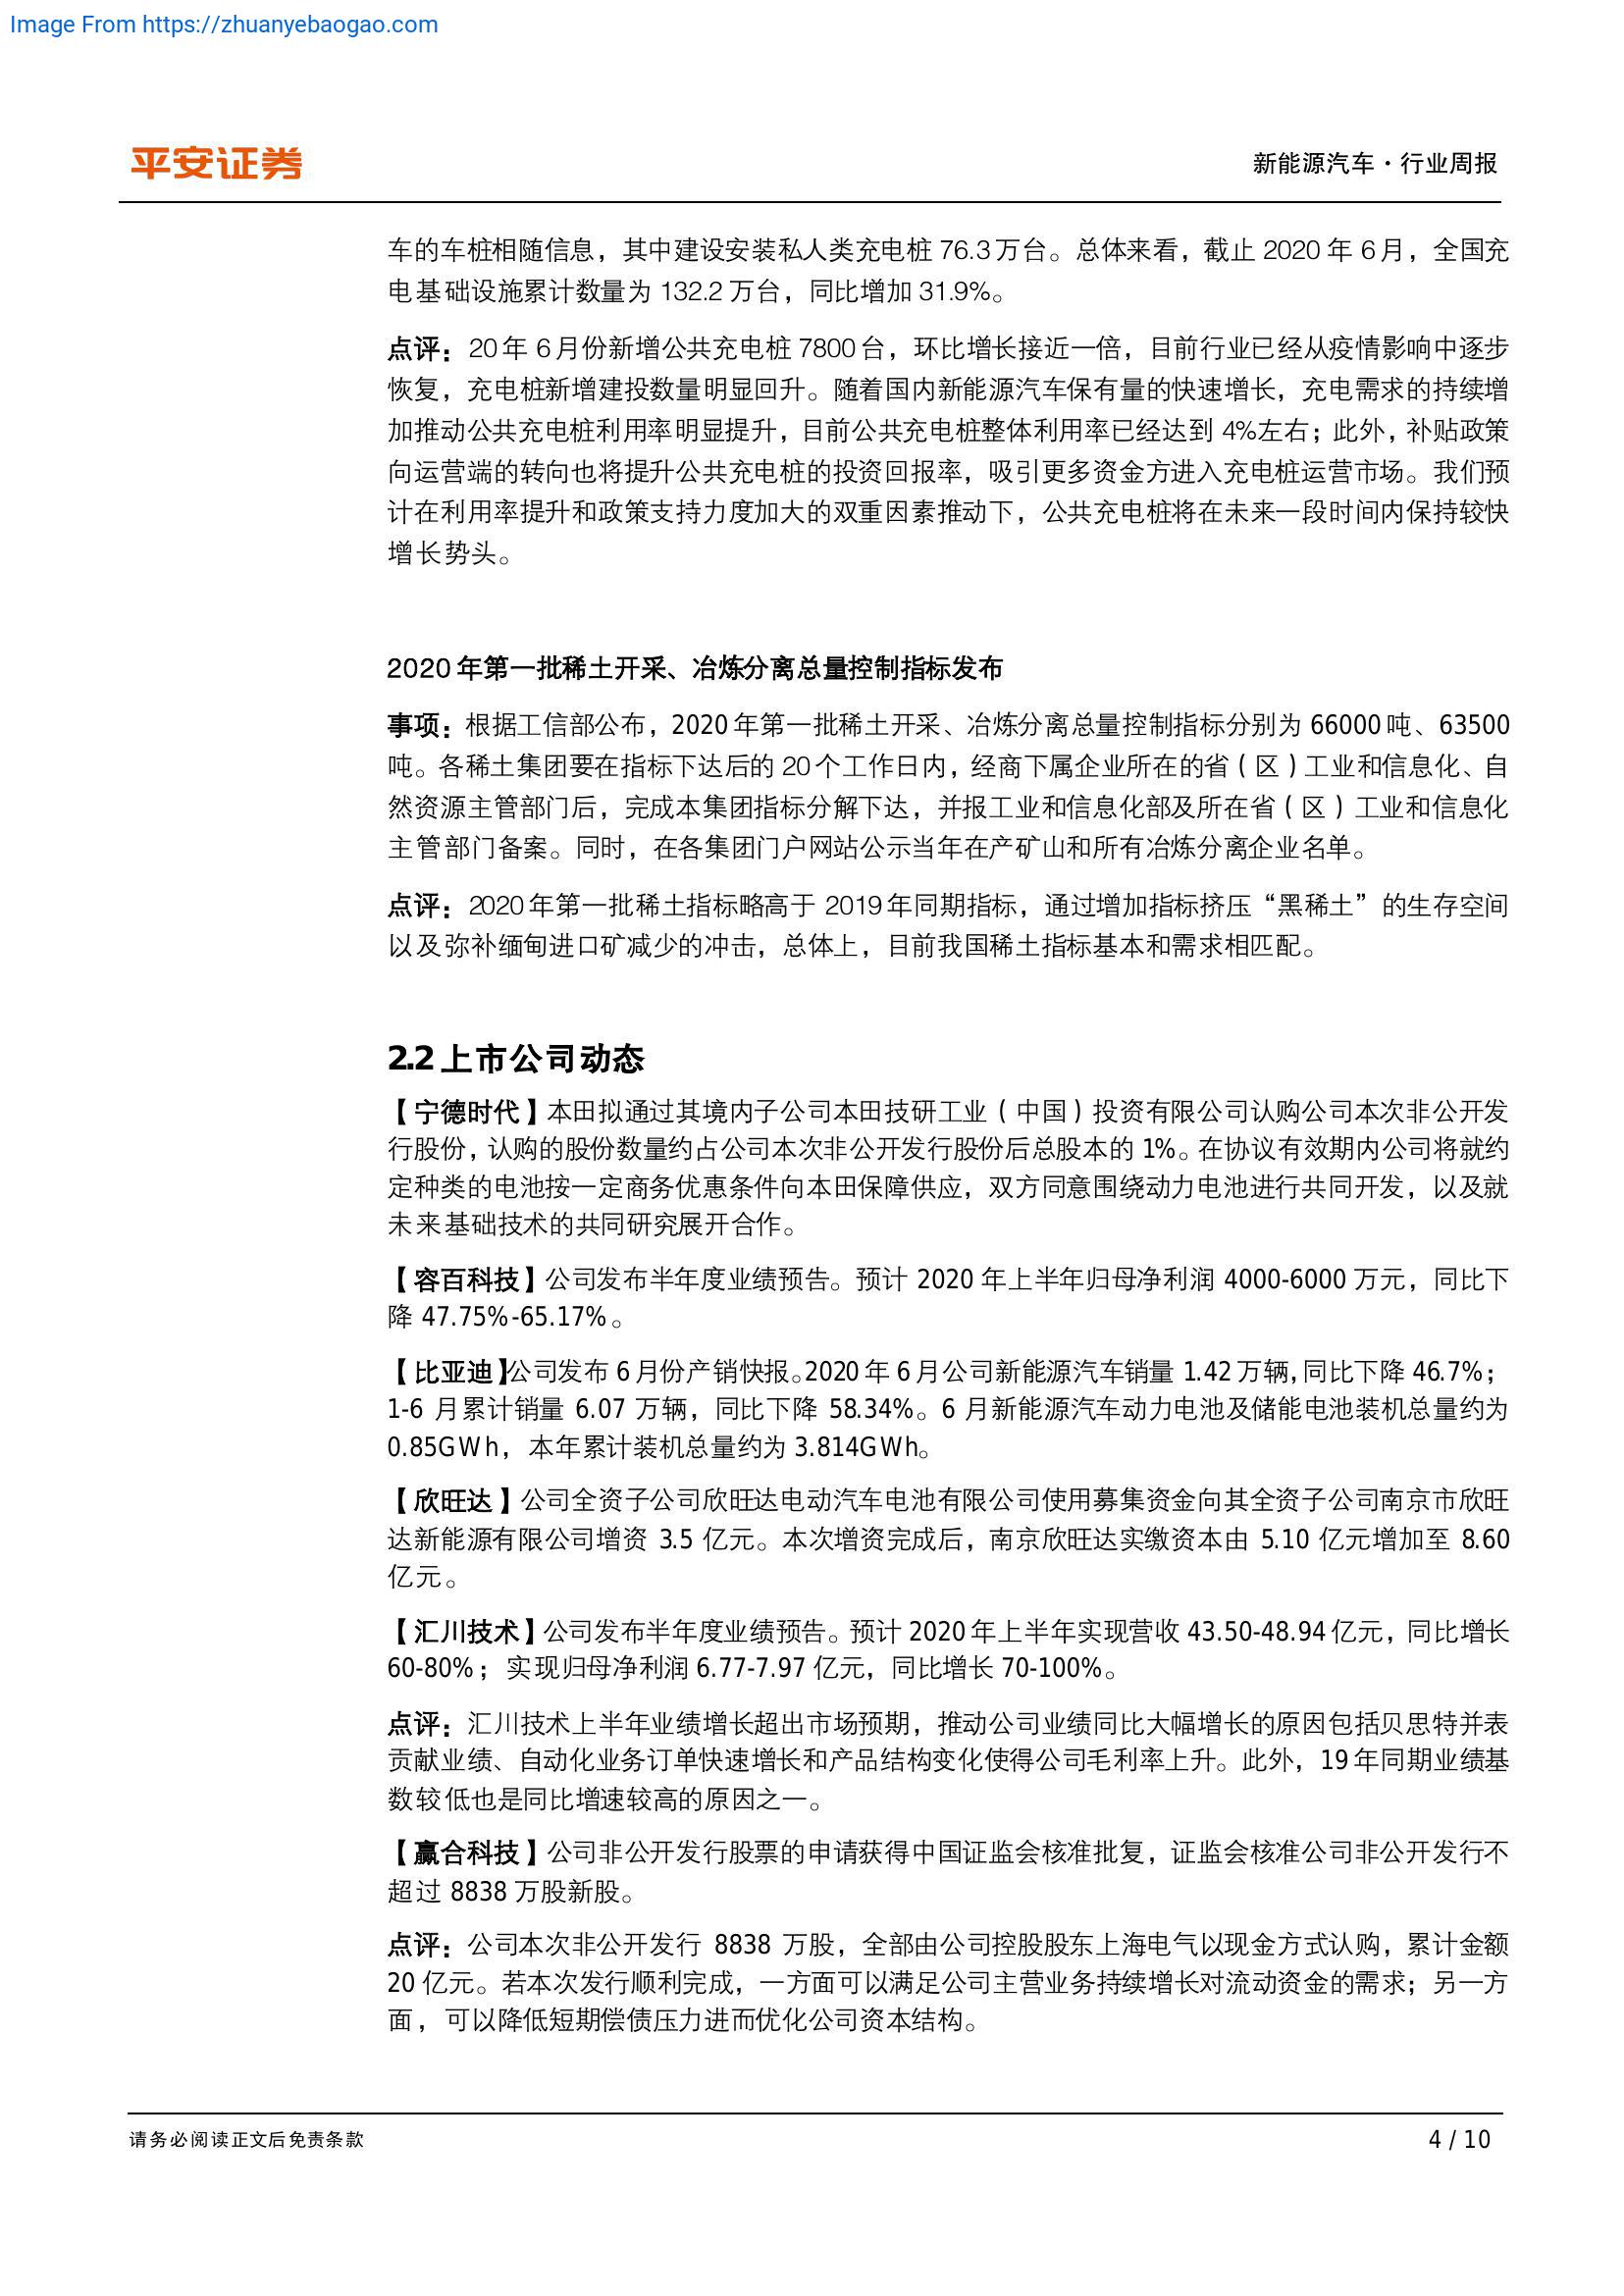 Image From https://zhuanyebaogao.com
平安证券
新能源汽车·行业周报
车的车桩相随信息，其中建设安装私人类充电桩 76.3 万台。总体来看，截止 2020 年 6 月，全国充
电基础设施累计数量为 132.2 万台，同比增加 31.9%。
点评：20 年 6 月份新增公共充电桩 7800 台，环比增长接近一倍，目前行业已经从疫情影响中逐步
恢复，充电桩新增建投数量明显回升。随着国内新能源汽车保有量的快速增长，充电需求的持续增
加推动公共充电桩利用率明显提升，目前公共充电桩整体利用率已经达到 4%左右；此外，补贴政策
向运营端的转向也将提升公共充电桩的投资回报率，吸引更多资金方进入充电桩运营市场。我们预
计在利用率提升和政策支持力度加大的双重因素推动下，公共充电桩将在未来一段时间内保持较快
增长势头。
2020 年第一批稀土开采、冶炼分离总量控制指标发布
事项：根据工信部公布，2020 年第一批稀土开采、冶炼分离总量控制指标分别为 66000 吨、63500
吨。各稀土集团要在指标下达后的 20 个工作日内，经商下属企业所在的省（区）工业和信息化、自
然资源主管部门后，完成本集团指标分解下达，并报工业和信息化部及所在省（区）工业和信息化
主管部门备案。同时，在各集团门户网站公示当年在产矿山和所有冶炼分离企业名单。
点评：2020 年第一批稀土指标略高于 2019 年同期指标，通过增加指标挤压“黑稀土”的生存空间
以及弥补缅甸进口矿减少的冲击，总体上，目前我国稀土指标基本和需求相匹配。
2.2 上市公司动态
【宁德时代】本田拟通过其境内子公司本田技研工业（中国）投资有限公司认购公司本次非公开发
行股份，认购的股份数量约占公司本次非公开发行股份后总股本的 1%。在协议有效期内公司将就约
定种类的电池按一定商务优惠条件向本田保障供应，双方同意围绕动力电池进行共同开发，以及就
未来基础技术的共同研究展开合作。
【容百科技】公司发布半年度业绩预告。预计 2020 年上半年归母净利润 4000-6000 万元，同比下
降 47.75%-65.17%。
【比亚迪】公司发布 6 月份产销快报。2020 年 6 月公司新能源汽车销量 1.42 万辆，同比下降 46.7%；
1-6 月累计销量 6.07 万辆，同比下降 58.34%。6 月新能源汽车动力电池及储能电池装机总量约为
0.85GWh，本年累计装机总量约为 3.814GWh。
【欣旺达】公司全资子公司欣旺达电动汽车电池有限公司使用募集资金向其全资子公司南京市欣旺
达新能源有限公司增资 3.5 亿元。本次增资完成后，南京欣旺达实缴资本由 5.10 亿元增加至 8.60
亿元。
【汇川技术】公司发布半年度业绩预告。预计 2020 年上半年实现营收 43.50-48.94 亿元，同比增长
60-80%；实现归母净利润 6.77-7.97 亿元，同比增长 70-100%。
点评：汇川技术上半年业绩增长超出市场预期，推动公司业绩同比大幅增长的原因包括贝思特并表
贡献业绩、自动化业务订单快速增长和产品结构变化使得公司毛利率上升。此外，19 年同期业绩基
数较低也是同比增速较高的原因之一。
【赢合科技】公司非公开发行股票的申请获得中国证监会核准批复，证监会核准公司非公开发行不
超过 8838 万股新股。
点评：公司本次非公开发行 8838 万股，全部由公司控股股东上海电气以现金方式认购，累计金额
20 亿元。若本次发行顺利完成，一方面可以满足公司主营业务持续增长对流动资金的需求；另一方
面，可以降低短期偿债压力进而优化公司资本结构。
请务必阅读正文后免责条款
4 / 10